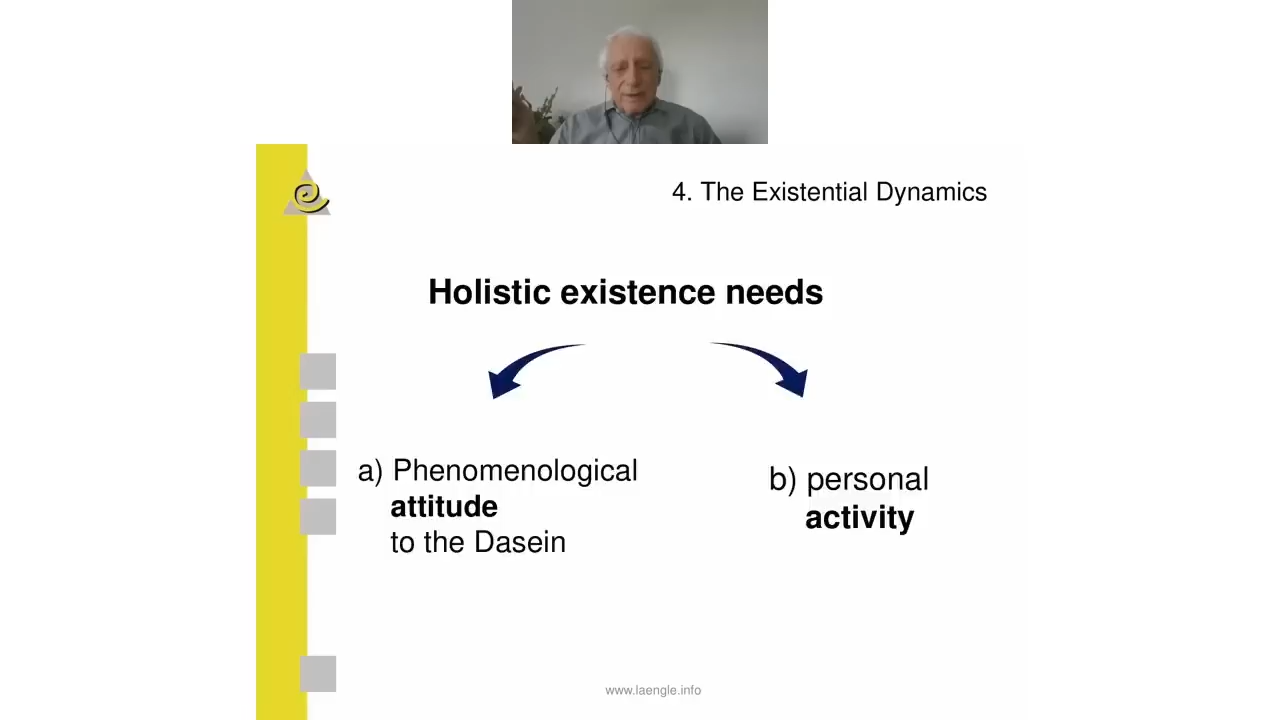 4. The Existential Dynamics
Holistic existence needs
a) Phenomenological
attitude
to the Dasein
b) personal
activity
www.laengle.info